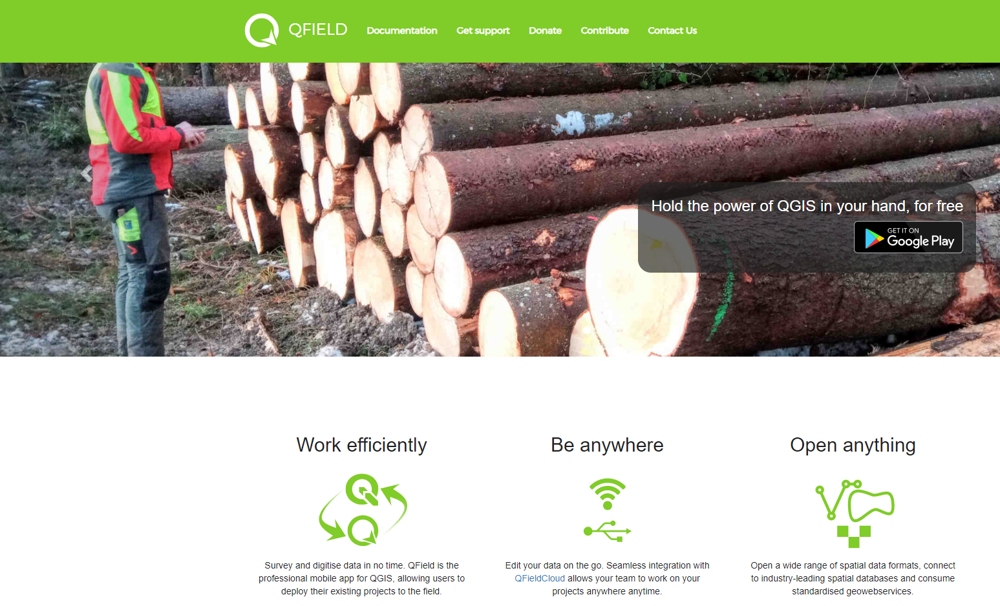 QFIELD Documentation Get support Donate Contribute Contact Us
Hold the power of QGIS in your hand, for free
GET IT ON
Google Play
Work efficiently
Survey and digitise data in no time. QField is the
professional mobile app for QGIS, allowing users to
deploy their existing projects to the field.
Be anywhere
Edit your data on the go. Seamless integration with
QFieldCloud allows your team to work on your
projects anywhere anytime.
Open anything
Open a wide range of spatial data formats, connect
to industry-leading spatial databases and consume
standardised geowebservices.